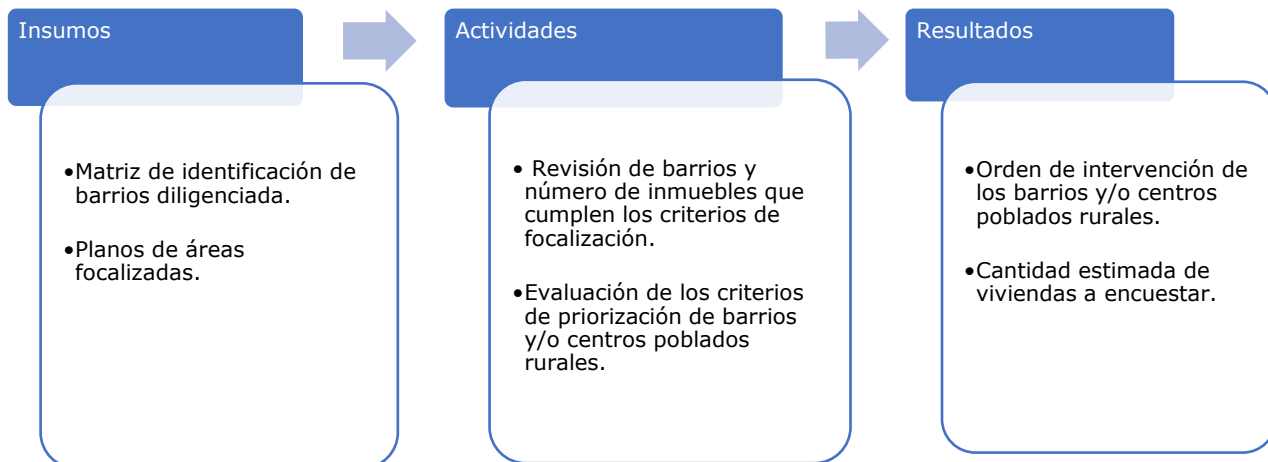 Insumos
•Matriz de identificación de
barrios diligenciada.
•Planos de áreas
focalizadas.
Actividades
• Revisión de barrios y
número de inmuebles que
cumplen los criterios de
focalización.
•Evaluación de los criterios
de priorización de barrios
y/o centros poblados
rurales.
Resultados
•Orden de intervención de
los barrios y/o centros
poblados rurales.
•Cantidad estimada de
viviendas a encuestar.